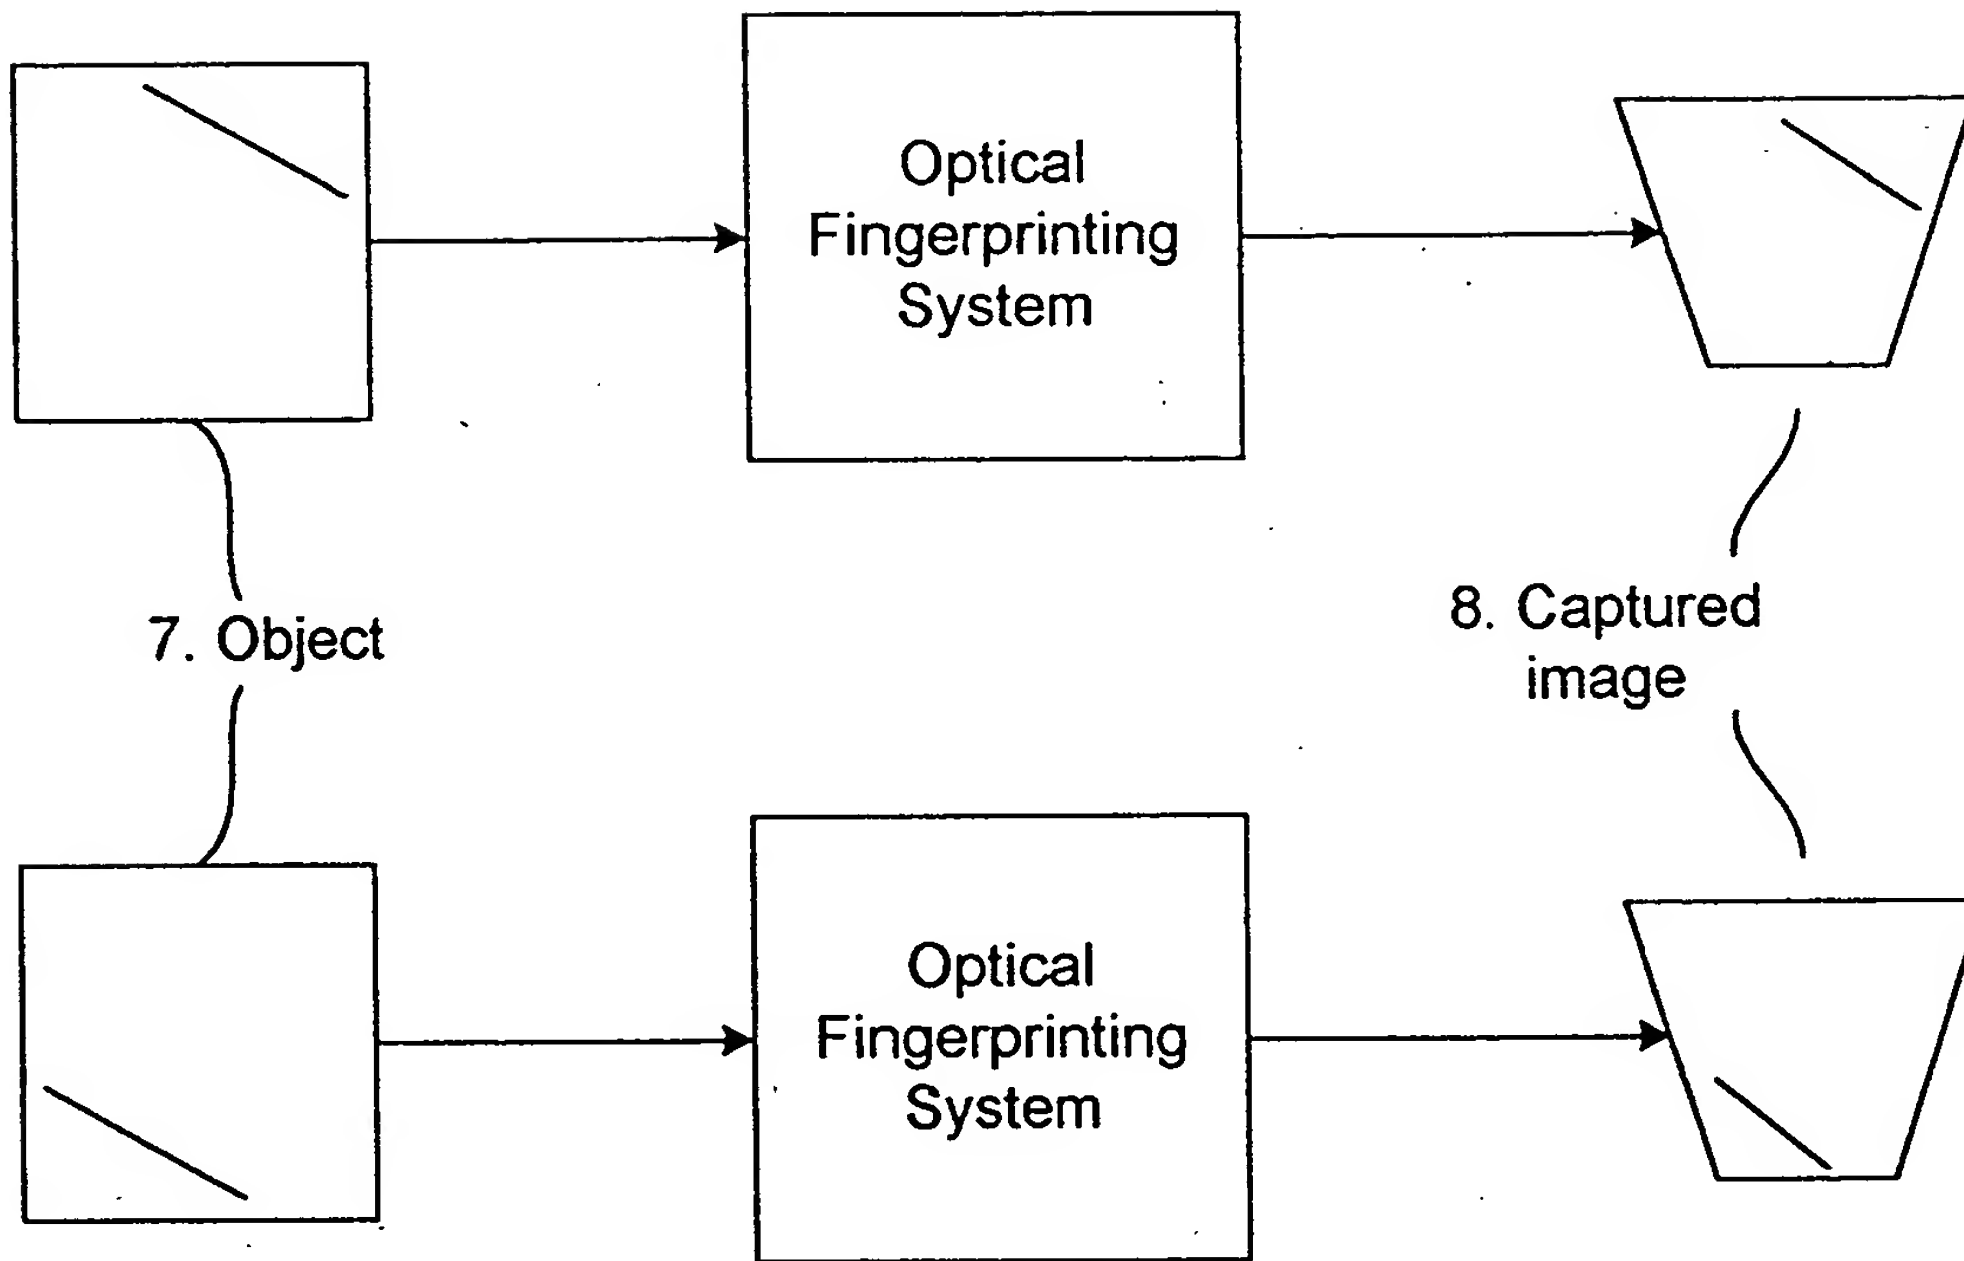 Optical
Fingerprinting
System
7. Object
8. Captured
image
Optical
Fingerprinting
System